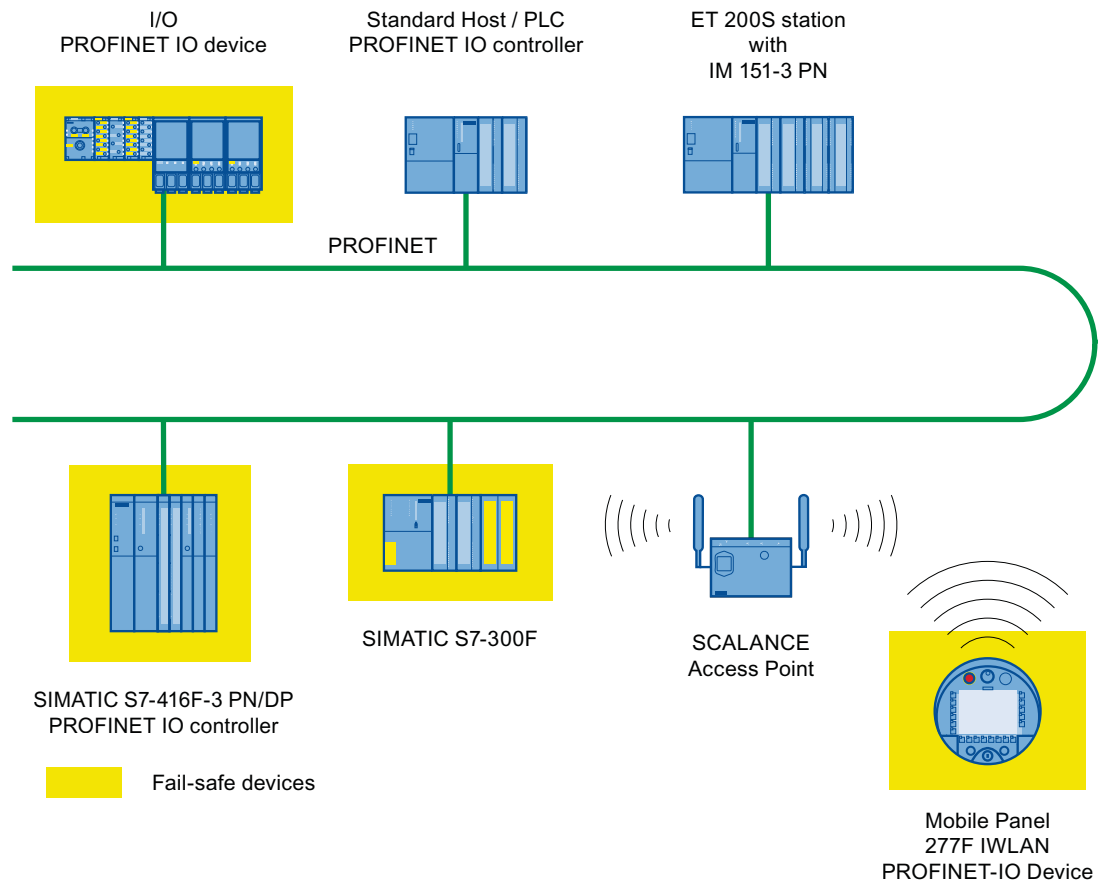 I/O
PROFINET IO device
Standard Host / PLC
PROFINET IO controller
ET 200S station
with
IM 151-3 PN
PROFINET
SIMATIC S7-416F-3 PN/DP
PROFINET IO controller
SIMATIC S7-300F
SCALANCE
Access Point
Mobile Panel
277F IWLAN
PROFINET-IO Device
Fail-safe devices